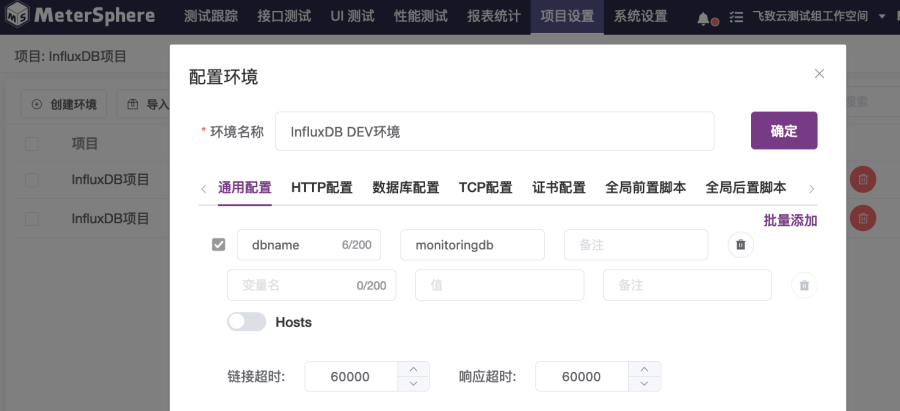 MeterSphere 测试跟踪 接口测试 UI 测试 性能测试 报表统计 项目设置 系统设置 飞致云测试组工作空间
项目: InfluxDB项目
配置环境
创建环境 导入 搜索
* 环境名称 InfluxDB DEV环境 确定
项目
通用配置 HTTP配置 数据库配置 TCP配置 证书配置 全局前置脚本 全局后置脚本
InfluxDB项目
批量添加
InfluxDB项目
dbname 6/200 monitoringdb 备注
变量名 0/200 值 备注
Hosts
链接超时: 60000 响应超时: 60000